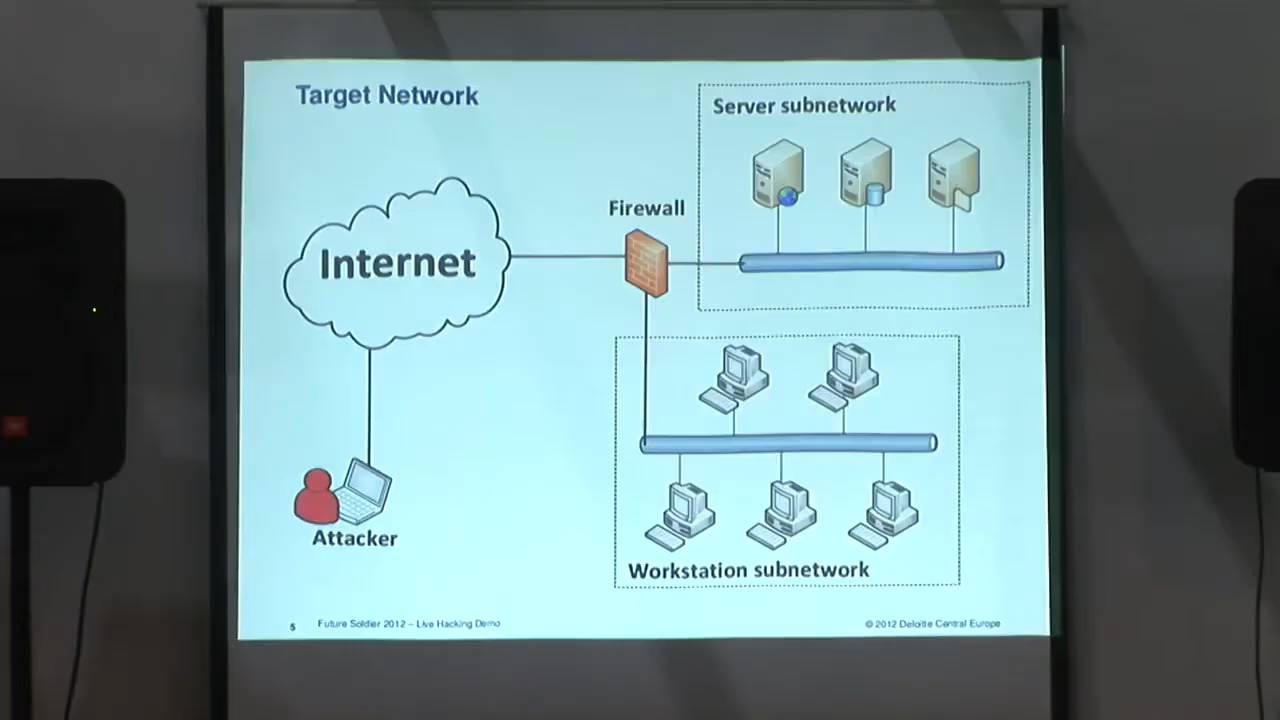 Target Network
Server subnetwork
Firewall
Internet
Attacker
Workstation subnetwork
5
Future Soldier 2012 – Live Hacking Demo
© 2012 Deloitte Central Europe